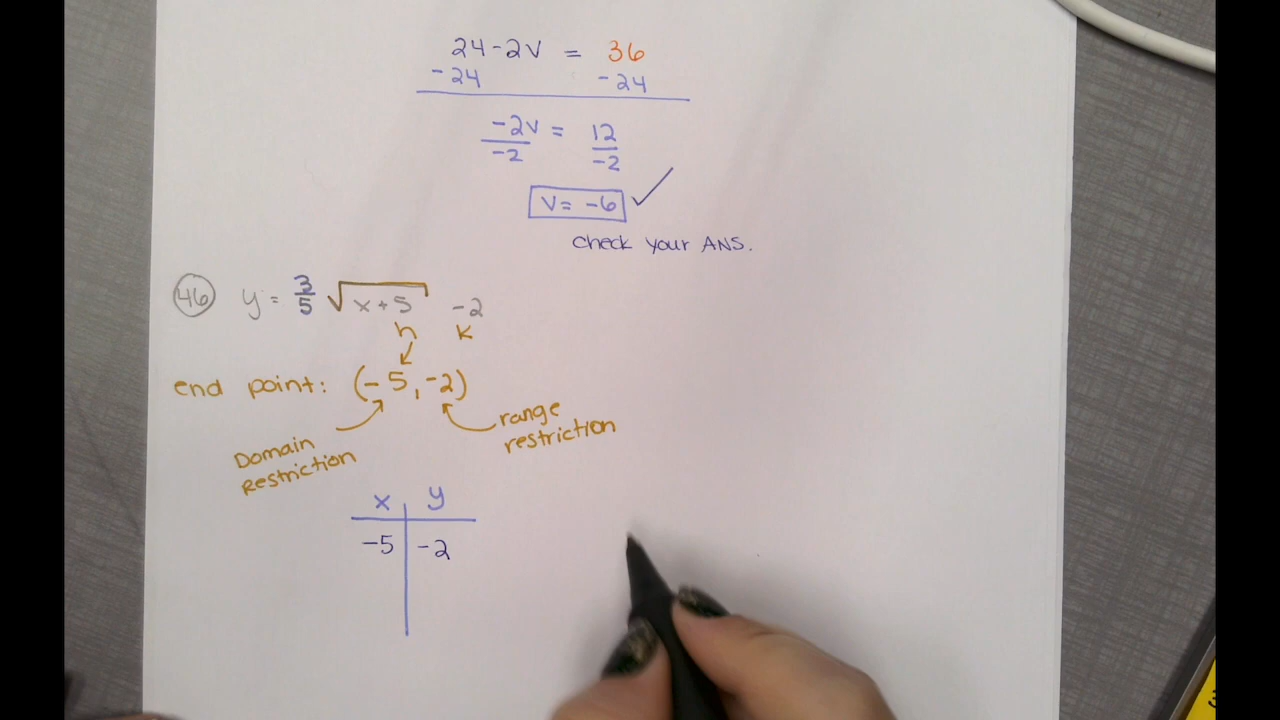 24-2v = 36
-24 -24
-2v = 12
-2 -2
v = -6 ✓
check your ANS.
46 y = 3/5 √x+5 -2
h k
end point: (-5, -2)
Domain restriction
range restriction
x y
-5 -2